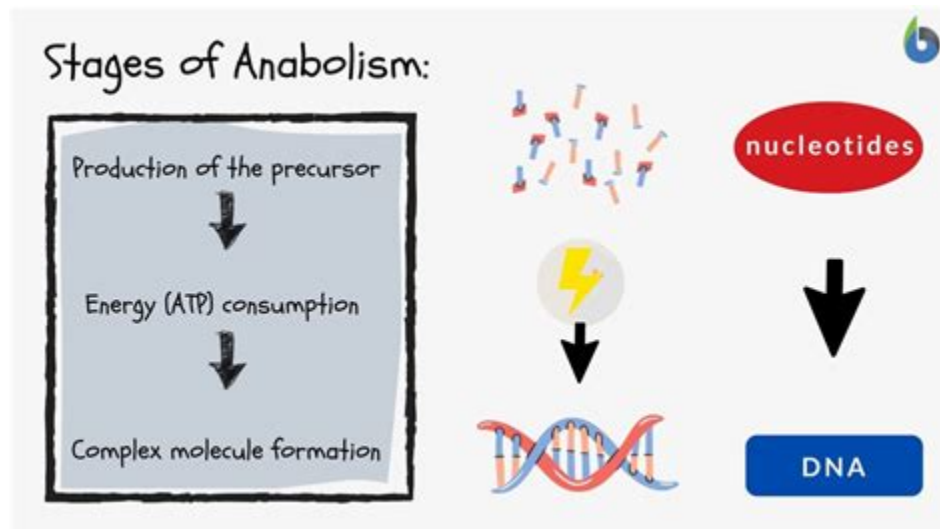 Stages of Anabolism:
Production of the precursor
Energy (ATP) consumption
Complex molecule formation
nucleotides
DNA